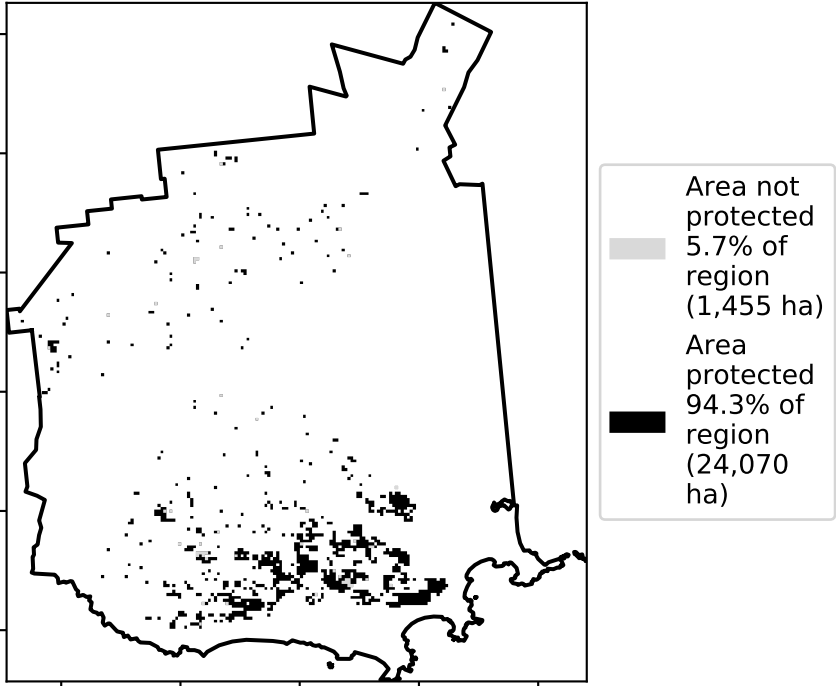 Area not
protected
5.7% of
region
(1,455 ha)
Area
protected
94.3% of
region
(24,070
ha)